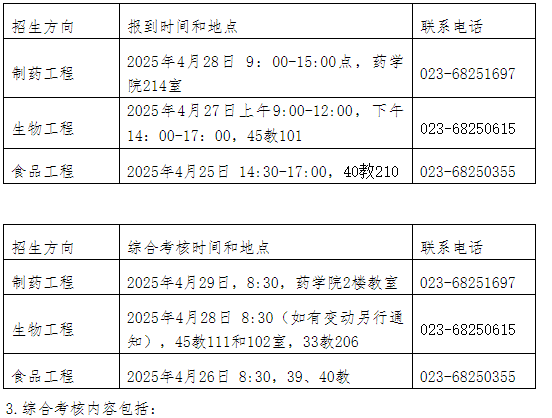 招生方向 报到时间和地点 联系电话
制药工程 2025年4月28日 9：00-15:00点，药学院214室 023-68251697
生物工程 2025年4月27日上午9:00-12:00，下午14：00-17：00，45教101 023-68250615
食品工程 2025年4月25日 14:30-17:00，40教210 023-68250355
招生方向 综合考核时间和地点 联系电话
制药工程 2025年4月29日，8:30，药学院2楼教室 023-68251697
生物工程 2025年4月28日 8:30（如有变动另行通知），45教111和102室，33教206 023-68250615
食品工程 2025年4月26日 8:30，39、40教 023-68250355
3.综合考核内容包括：